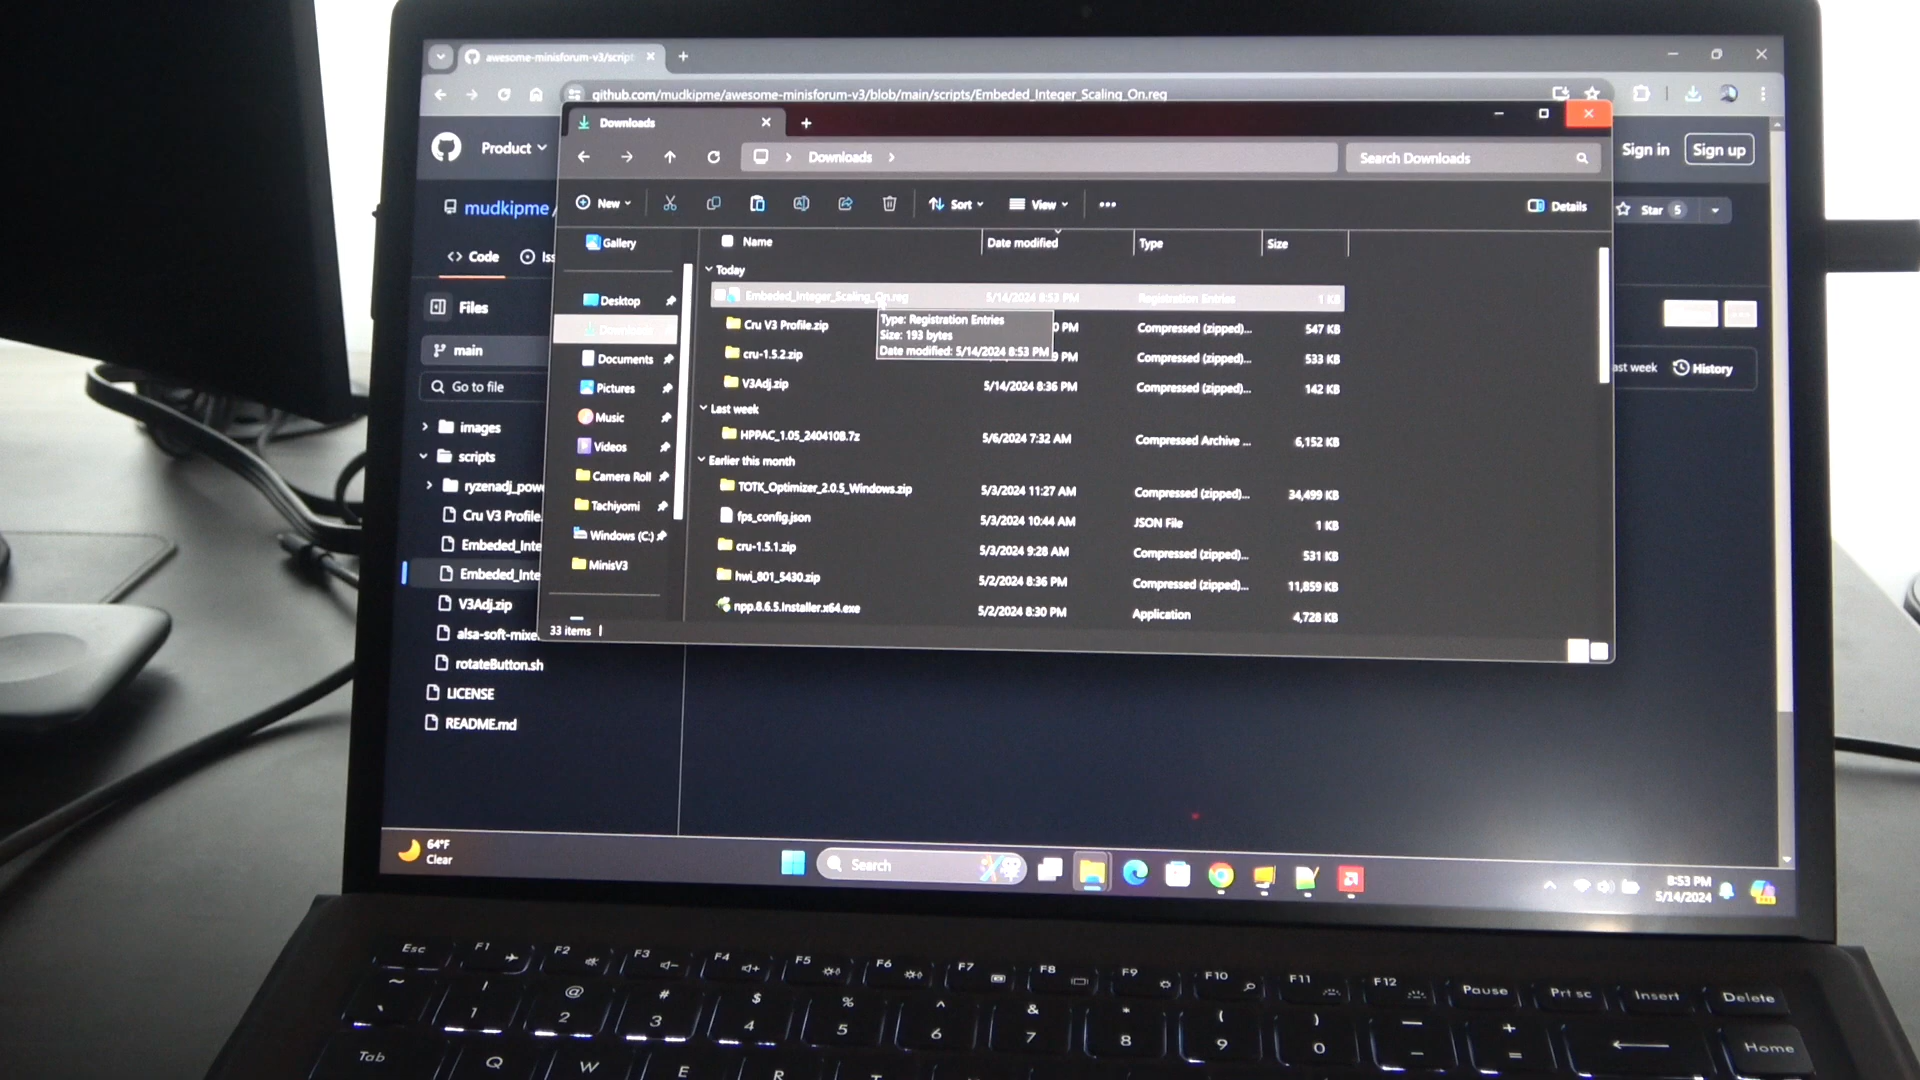 awesome-minisforum-v3/script
github.com/mudkipme/awesome-minisforum-v3/blob/main/scripts/Embeded_Integer_Scaling_On.reg
Product
Sign in
Sign up
mudkipme /
Star 5
Code
Iss
Files
main
Go to file
ast week
History
images
scripts
ryzenadj_pow
Cru V3 Profile.
Embeded_Inte
Embeded_Inte
V3Adj.zip
alsa-soft-mixe
rotateButton.sh
LICENSE
README.md
Downloads
Downloads
Search Downloads
New
Sort
View
Details
Gallery
Desktop
Downloads
Documents
Pictures
Music
Videos
Camera Roll
Tachiyomi
Windows (C:)
MinisV3
33 items
Name
Date modified
Type
Size
Today
Embeded_Integer_Scaling_On.reg 5/14/2024 8:53 PM Registration Entries 1 KB
Type: Registration Entries
Size: 193 bytes
Date modified: 5/14/2024 8:53 PM
Cru V3 Profile.zip 0 PM Compressed (zipped)... 547 KB
cru-1.5.2.zip 9 PM Compressed (zipped)... 533 KB
V3Adj.zip 5/14/2024 8:36 PM Compressed (zipped)... 142 KB
Last week
HPPAC_1.05_2404108.7z 5/6/2024 7:32 AM Compressed Archive ... 6,152 KB
Earlier this month
TOTK_Optimizer_2.0.5_Windows.zip 5/3/2024 11:27 AM Compressed (zipped)... 34,499 KB
fps_config.json 5/3/2024 10:44 AM JSON File 1 KB
cru-1.5.1.zip 5/3/2024 9:28 AM Compressed (zipped)... 531 KB
hwi_801_5430.zip 5/2/2024 8:36 PM Compressed (zipped)... 11,859 KB
npp.8.6.5.Installer.x64.exe 5/2/2024 8:30 PM Application 4,728 KB
64°F
Clear
Search
8:53 PM
5/14/2024
Esc F1 F2 F3 F4 F5 F6 F7 F8 F9 F10 F11 F12 Pause Prt sc Insert Delete
~ ! @ # $ % ^ & * ( ) — +
` 1 2 3 4 5 6 7 8 9 0 - = Home
Tab Q W E R T